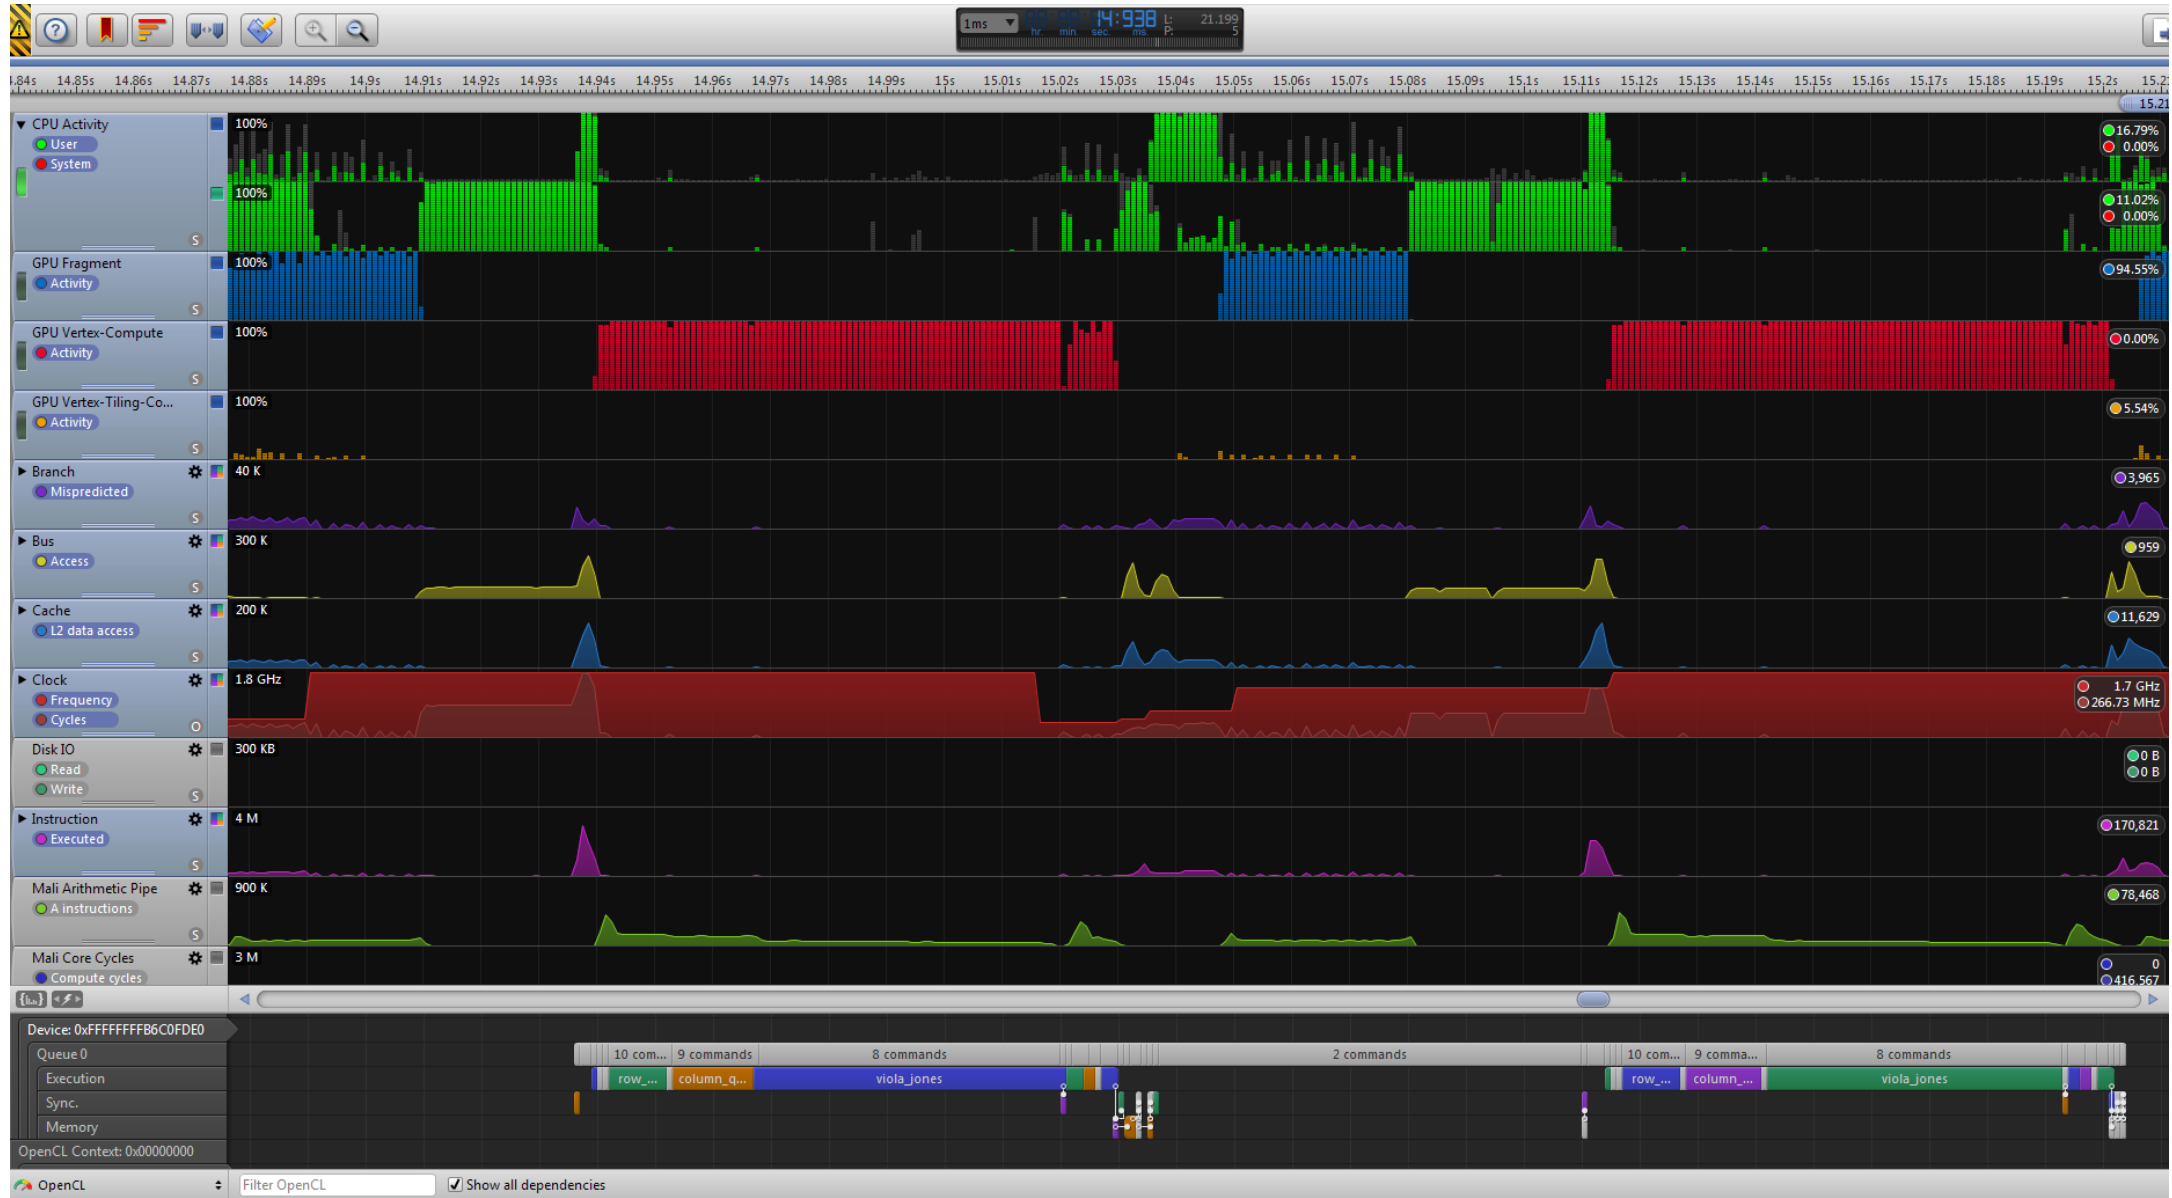 1ms 14:938 L: 21.199
hr. min sec. ms. P: 5
14.85s 14.86s 14.87s 14.88s 14.89s 14.9s 14.91s 14.92s 14.93s 14.94s 14.95s 14.96s 14.97s 14.98s 14.99s 15s 15.01s 15.02s 15.03s 15.04s 15.05s 15.06s 15.07s 15.08s 15.09s 15.1s 15.11s 15.12s 15.13s 15.14s 15.15s 15.16s 15.17s 15.18s 15.19s 15.2s
15.21
CPU Activity 100%
User 16.79%
System 0.00%
100%
11.02%
0.00%
S
GPU Fragment 100%
Activity 94.55%
S
GPU Vertex-Compute 100%
Activity 0.00%
S
GPU Vertex-Tiling-Co... 100%
Activity 5.54%
S
Branch 40 K
Mispredicted 3,965
S
Bus 300 K
Access 959
S
Cache 200 K
L2 data access 11,629
S
Clock 1.8 GHz
Frequency 1.7 GHz
Cycles 266.73 MHz
O
Disk IO 300 KB
Read 0 B
Write 0 B
S
Instruction 4 M
Executed 170,821
S
Mali Arithmetic Pipe 900 K
A instructions 78,468
S
Mali Core Cycles 3 M
Compute cycles 0
416,567
Device: 0xFFFFFFFFB6C0FDE0
Queue 0 10 com... 9 commands 8 commands 2 commands 10 com... 9 comma... 8 commands
Execution row_... column_q... viola_jones row_... column_... viola_jones
Sync.
Memory
OpenCL Context: 0x00000000
OpenCL Filter OpenCL Show all dependencies